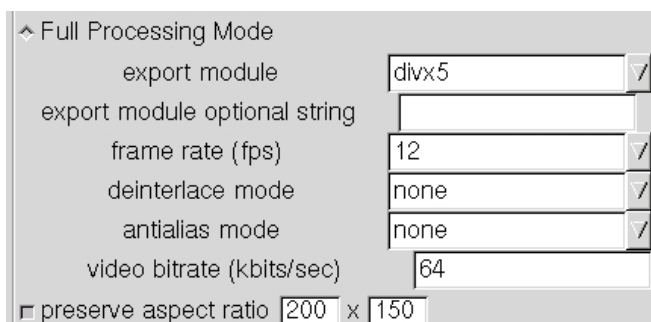 Full Processing Mode
export module divx5
export module optional string
frame rate (fps) 12
deinterlace mode none
antialias mode none
video bitrate (kbits/sec) 64
preserve aspect ratio 200 x 150